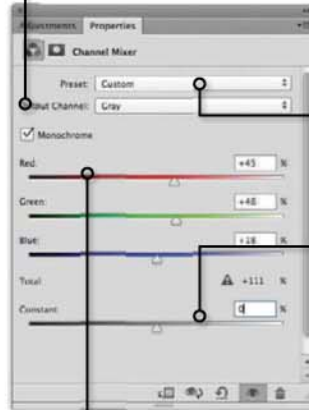 Adjustments Properties
Channel Mixer
Preset: Custom
Output Channel: Gray
Monochrome
Red: +45 %
Green: +48 %
Blue: +18 %
Total: +111 %
Constant: 0 %